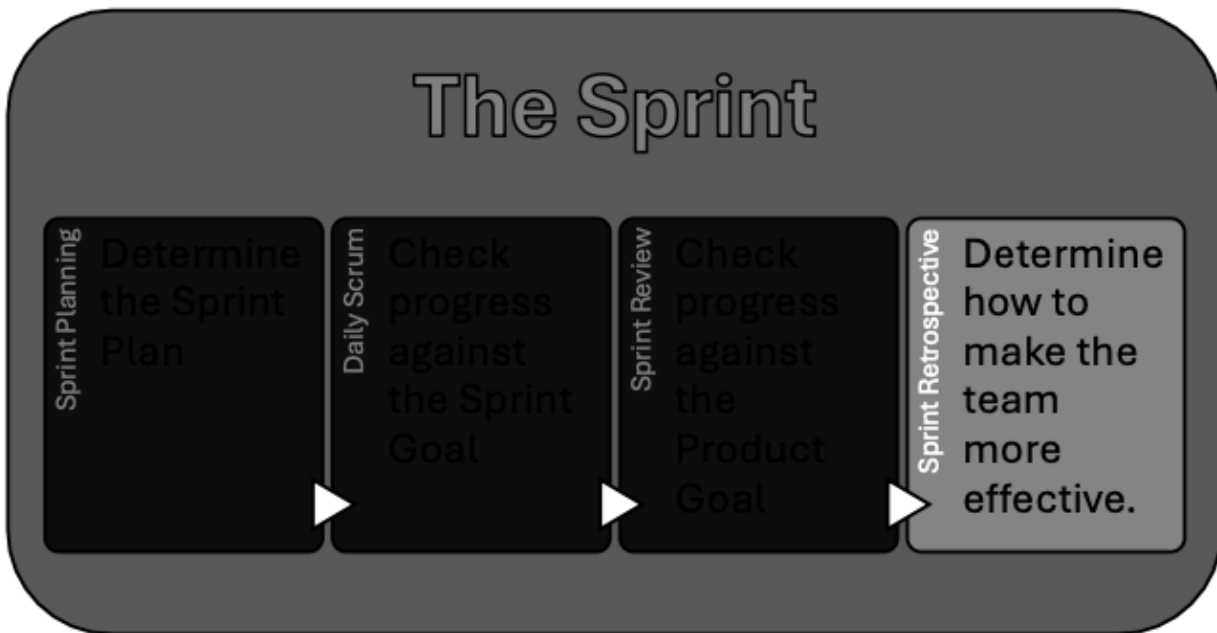 The Sprint
Sprint Planning
Determine
the Sprint
Plan
Daily Scrum
Check
progress
against
the Sprint
Goal
Sprint Review
Check
progress
against
the
Product
Goal
Sprint Retrospective
Determine
how to
make the
team
more
effective.